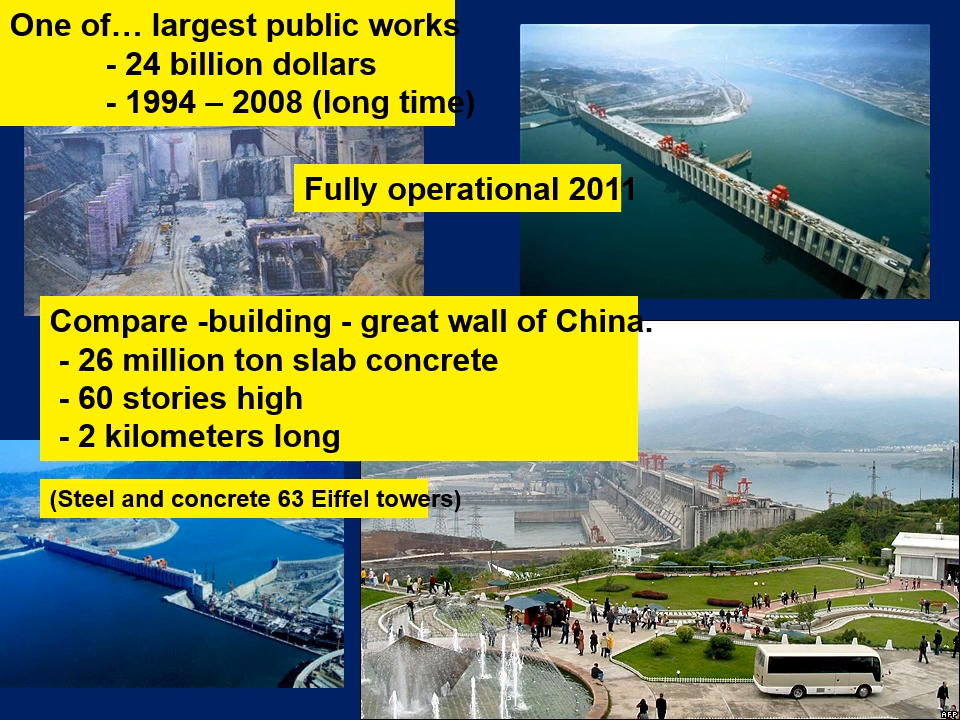 One of… largest public works
- 24 billion dollars
- 1994 – 2008 (long time)
Fully operational 2011
Compare -building - great wall of China.
- 26 million ton slab concrete
- 60 stories high
- 2 kilometers long
(Steel and concrete 63 Eiffel towers)
AFP